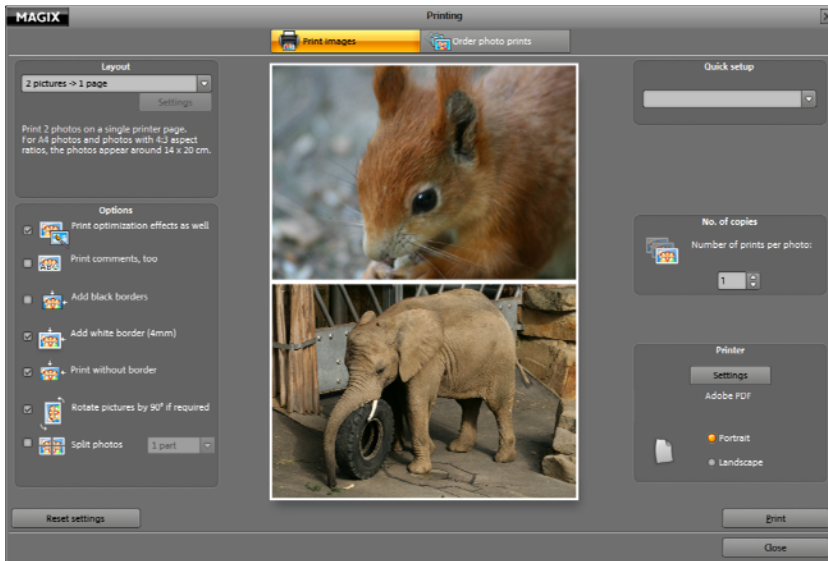 MAGIX
Printing
Print images
Order photo prints
Layout
2 pictures -> 1 page
Settings
Print 2 photos on a single printer page.
For A4 photos and photos with 4:3 aspect
ratios, the photos appear around 14 x 20 cm.
Options
Print optimization effects as well
Print comments, too
Add black borders
Add white border (4mm)
Print without border
Rotate pictures by 90° if required
Split photos
1 part
Reset settings
Quick setup
No. of copies
Number of prints per photo:
1
Printer
Settings
Adobe PDF
Portrait
Landscape
Print
Close